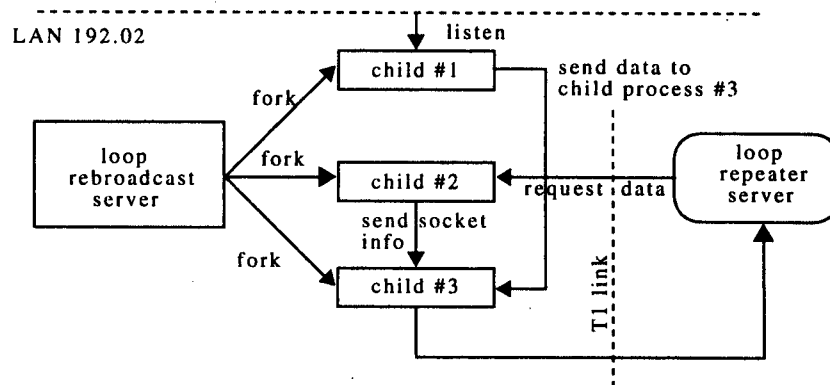 LAN 192.02
listen
child #1
send data to
child process #3
fork
loop
rebroadcast
server
fork
child #2
request data
loop
repeater
server
send socket
info
fork
child #3
T1 link